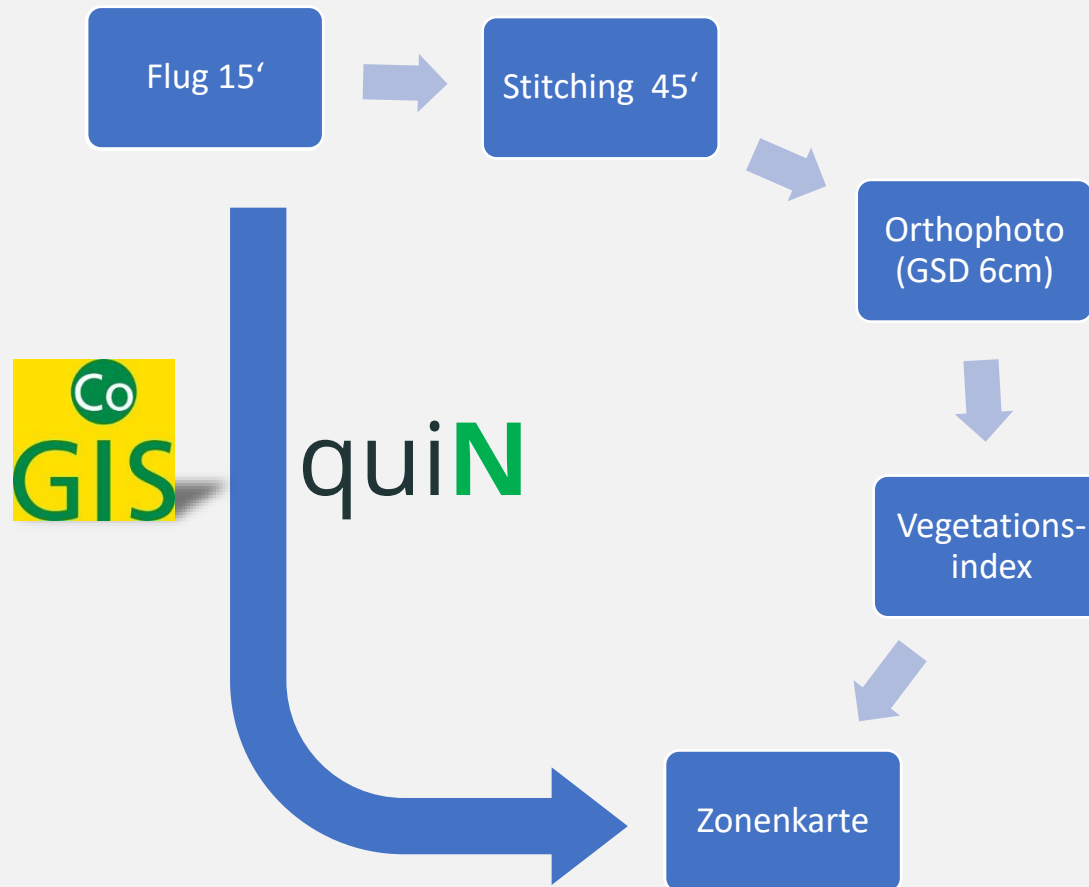 Flug 15‘
Stitching 45‘
Orthophoto
(GSD 6cm)
Co
GIS
quiN
Vegetations-
index
Zonenkarte